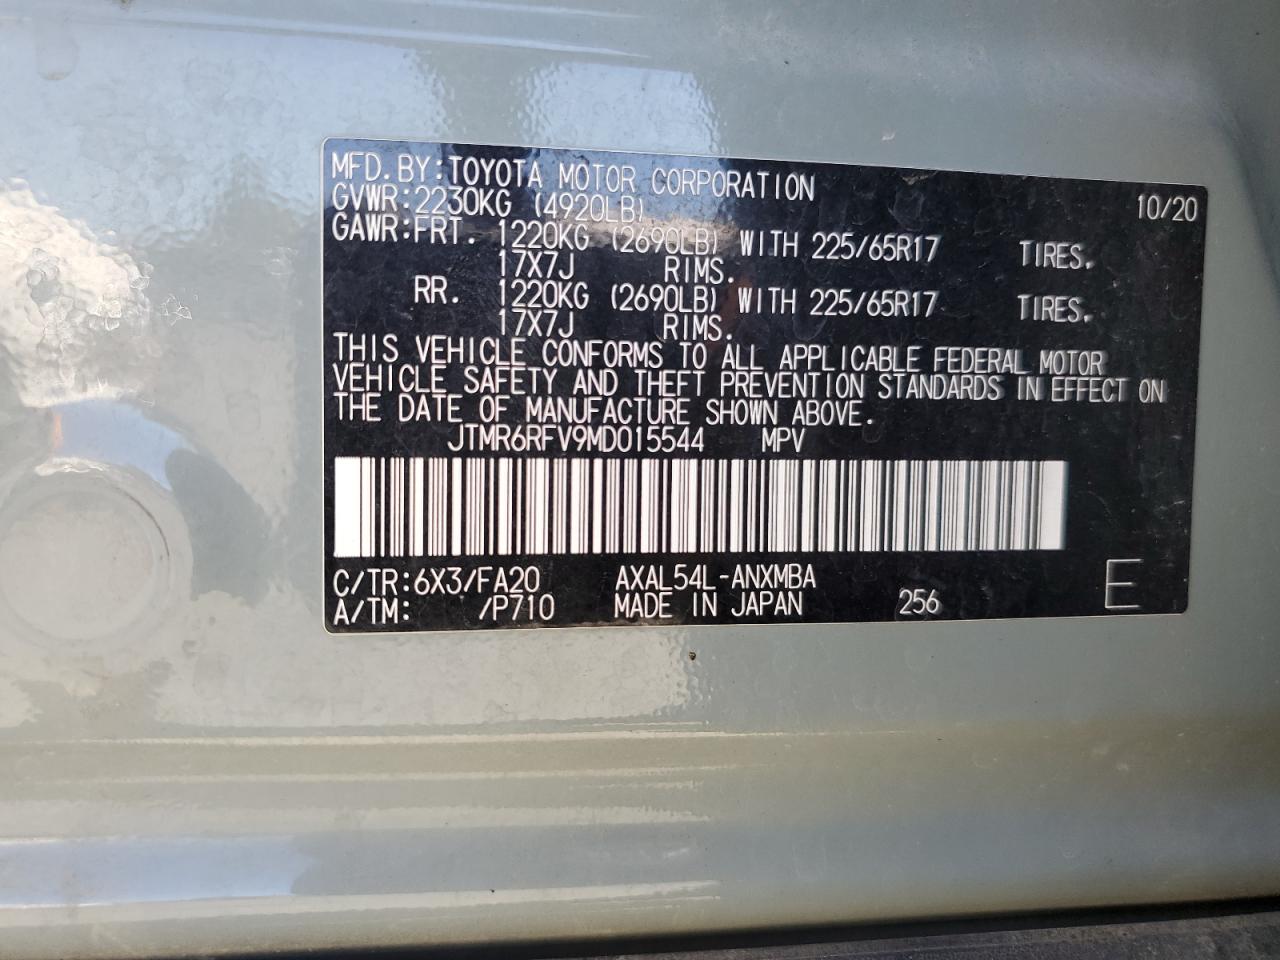 MFD.BY:TOYOTA MOTOR CORPORATION 10/20
GVWR:2230KG (4920LB)
GAWR:FRT. 1220KG (2690LB) WITH 225/65R17 TIRES.
17X7J RIMS.
RR. 1220KG (2690LB) WITH 225/65R17 TIRES.
17X7J RIMS.
THIS VEHICLE CONFORMS TO ALL APPLICABLE FEDERAL MOTOR
VEHICLE SAFETY AND THEFT PREVENTION STANDARDS IN EFFECT ON
THE DATE OF MANUFACTURE SHOWN ABOVE.
JTMR6RFV9MD015544 MPV
C/TR:6X3/FA20 AXAL54L-ANXMBA
A/TM: /P710 MADE IN JAPAN 256 E